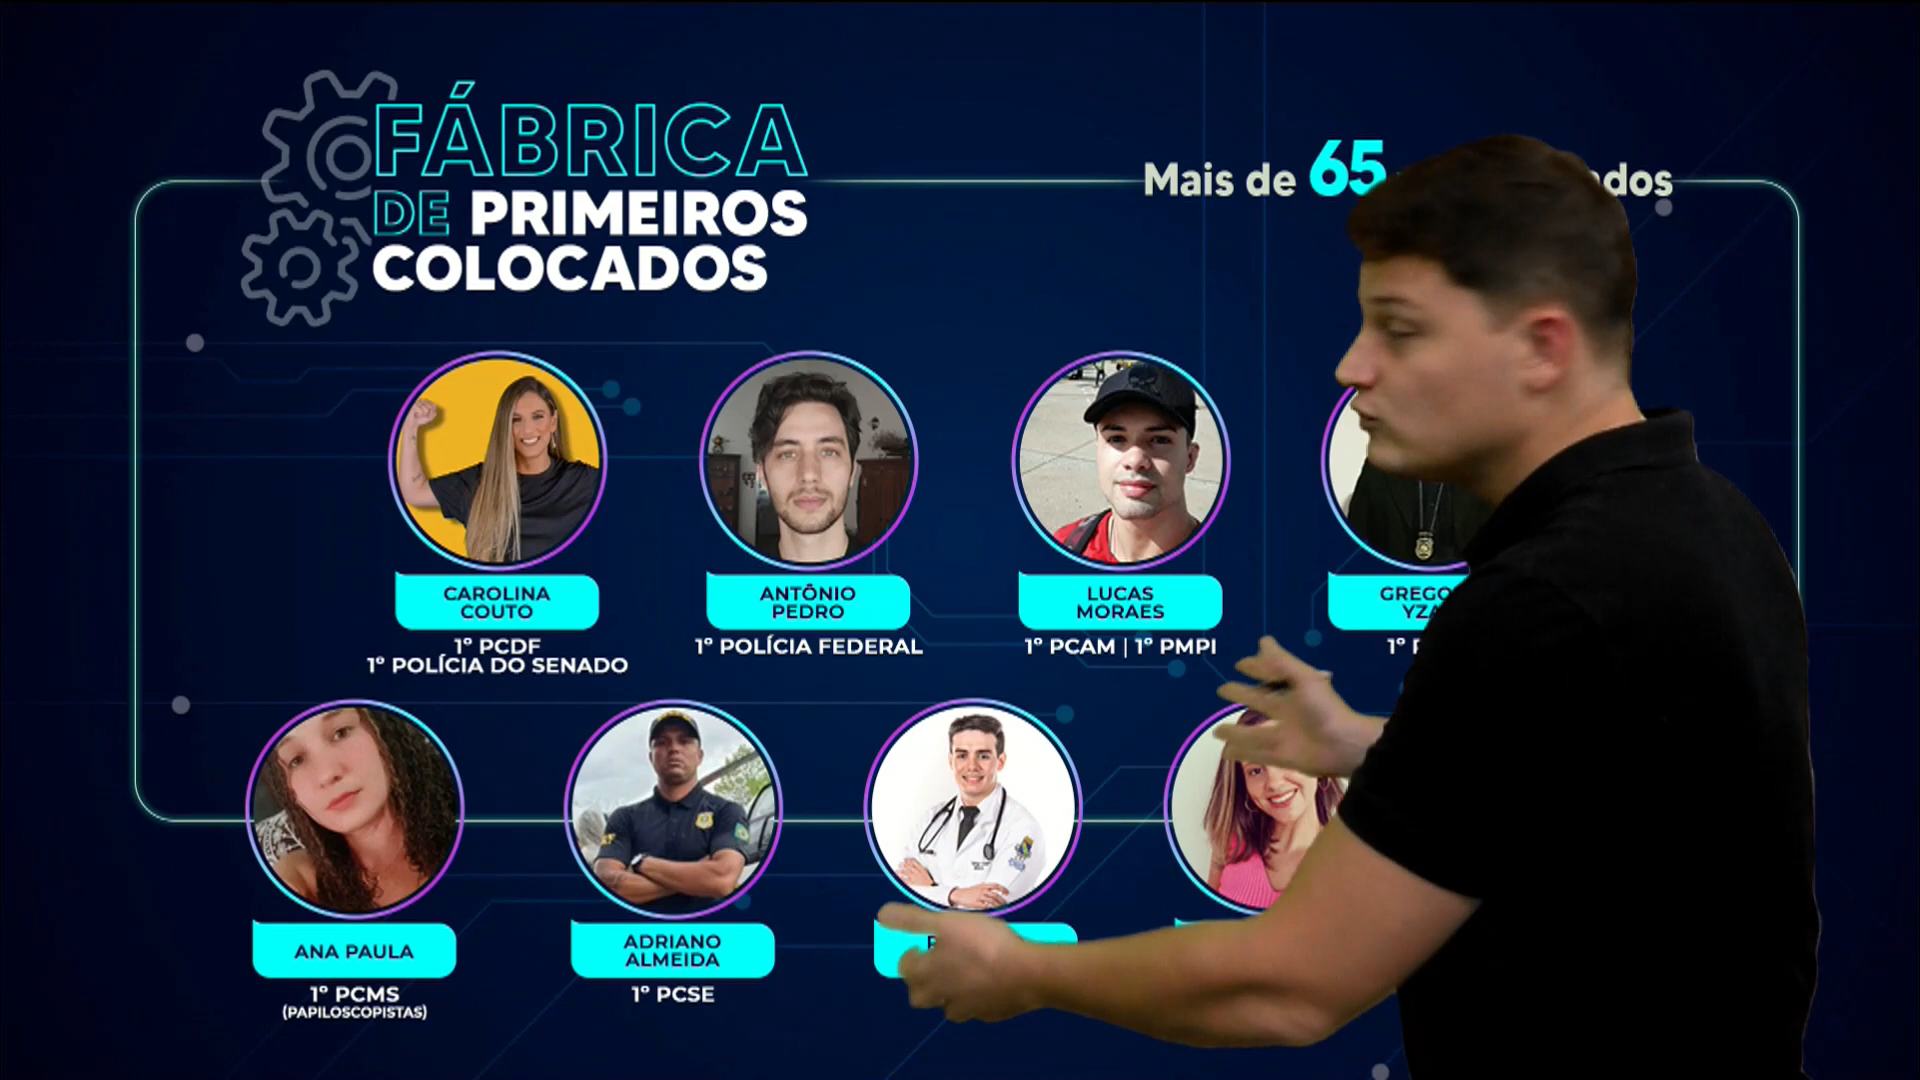 FÁBRICA
DE PRIMEIROS
COLOCADOS
Mais de 65
CAROLINA
COUTO
1º PCDF
1º POLÍCIA DO SENADO
ANTÔNIO
PEDRO
1º POLÍCIA FEDERAL
LUCAS
MORAES
1º PCAM | 1º PMPI
1º
ANA PAULA
1º PCMS
(PAPILOSCOPISTAS)
ADRIANO
ALMEIDA
1º PCSE